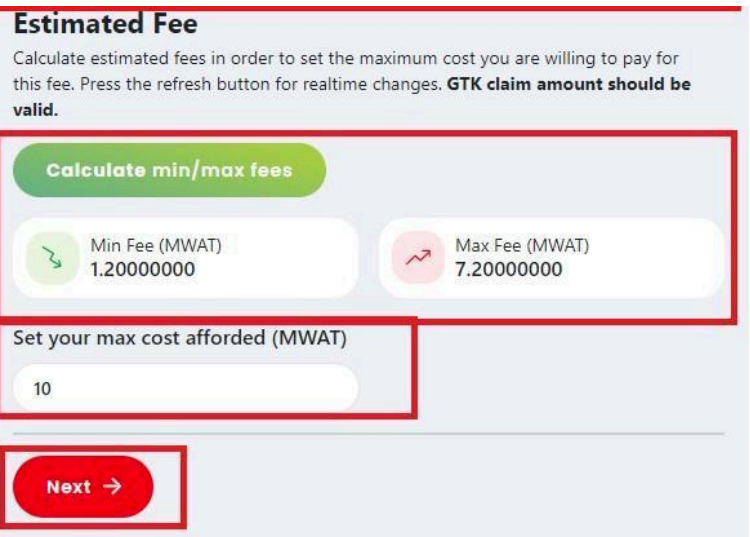 Estimated Fee
Calculate estimated fees in order to set the maximum cost you are willing to pay for
this fee. Press the refresh button for realtime changes. GTK claim amount should be
valid.
Calculate min/max fees
Min Fee (MWAT)
1.20000000
Max Fee (MWAT)
7.20000000
Set your max cost afforded (MWAT)
10
Next →